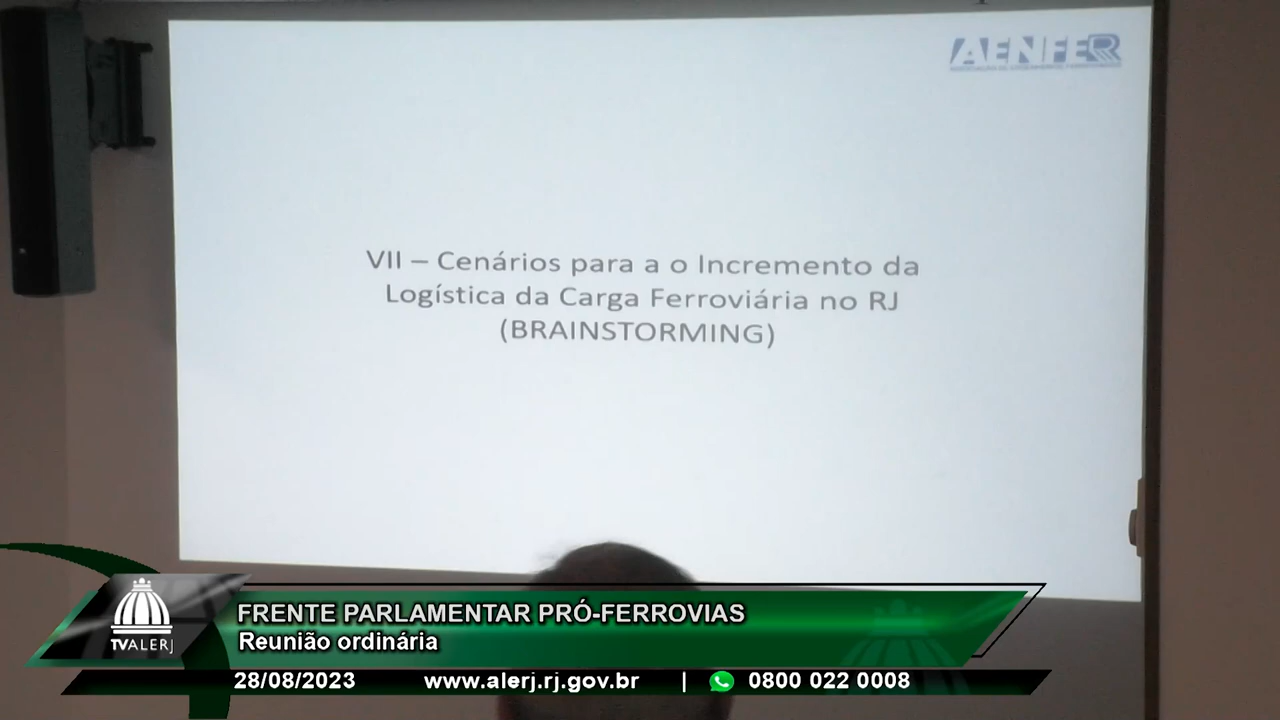 AENFER
VII – Cenários para a o Incremento da
Logística da Carga Ferroviária no RJ
(BRAINSTORMING)
FRENTE PARLAMENTAR PRÓ-FERROVIAS
TVALERJ
Reunião ordinária
28/08/2023 www.alerj.rj.gov.br | 0800 022 0008